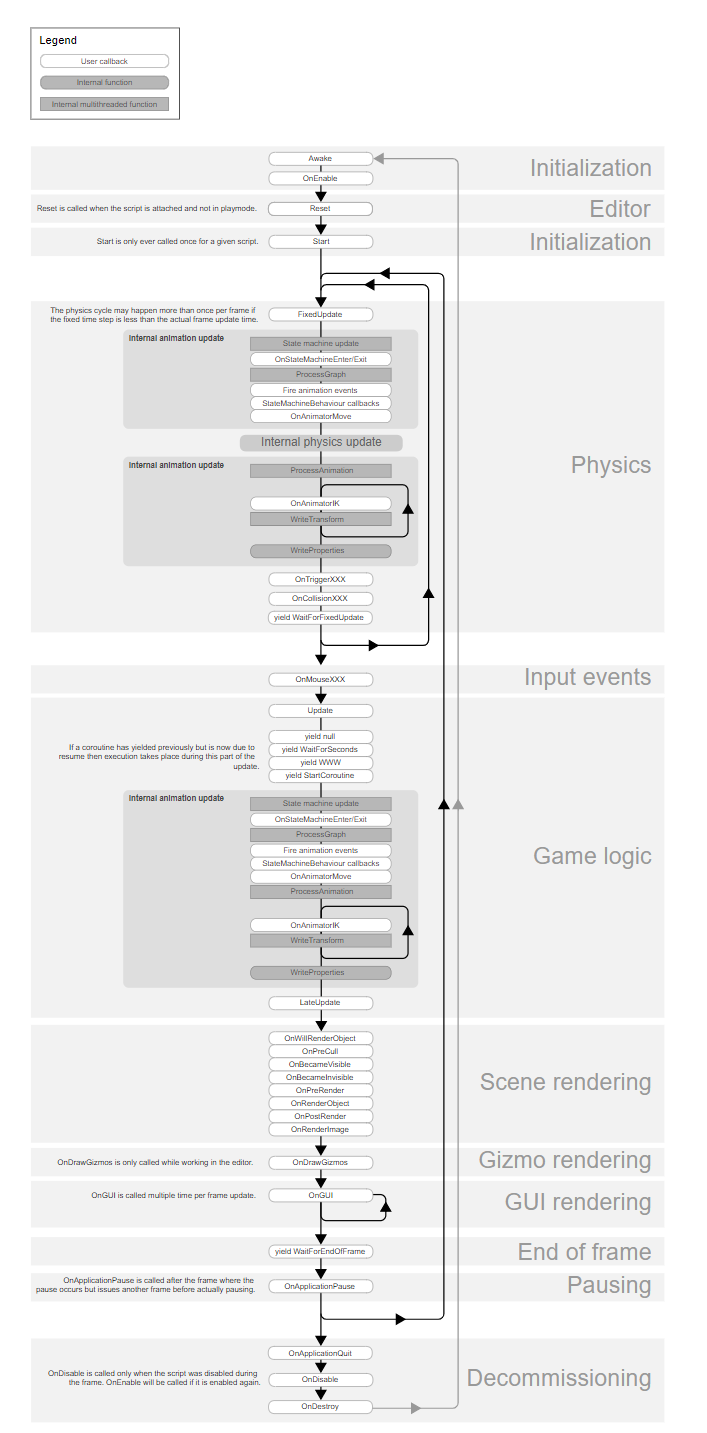 Legend
User callback
Internal function
Internal multithreaded function
Awake
OnEnable
Initialization
Reset is called when the script is attached and not in playmode.
Reset
Editor
Start is only ever called once for a given script.
Start
Initialization
The physics cycle may happen more than once per frame if
the fixed time step is less than the actual frame update time.
FixedUpdate
Internal animation update
State machine update
OnStateMachineEnter/Exit
ProcessGraph
Fire animation events
StateMachineBehaviour callbacks
OnAnimatorMove
Internal physics update
Physics
Internal animation update
ProcessAnimation
OnAnimatorIK
WriteTransform
WriteProperties
OnTriggerXXX
OnCollisionXXX
yield WaitForFixedUpdate
OnMouseXXX
Input events
Update
If a coroutine has yielded previously but is now due to
resume then execution takes place during this part of the
update.
yield null
yield WaitForSeconds
yield WWW
yield StartCoroutine
Internal animation update
State machine update
OnStateMachineEnter/Exit
ProcessGraph
Fire animation events
StateMachineBehaviour callbacks
OnAnimatorMove
ProcessAnimation
Game logic
OnAnimatorIK
WriteTransform
WriteProperties
LateUpdate
OnWillRenderObject
OnPreCull
OnBecameVisible
OnBecameInvisible
OnPreRender
OnRenderObject
OnPostRender
OnRenderImage
Scene rendering
OnDrawGizmos is only called while working in the editor.
OnDrawGizmos
Gizmo rendering
OnGUI is called multiple time per frame update.
OnGUI
GUI rendering
yield WaitForEndOfFrame
End of frame
OnApplicationPause is called after the frame where the
pause occurs but issues another frame before actually pausing.
OnApplicationPause
Pausing
OnApplicationQuit
OnDisable is called only when the script was disabled during
the frame. OnEnable will be called if it is enabled again.
OnDisable
Decommissioning
OnDestroy